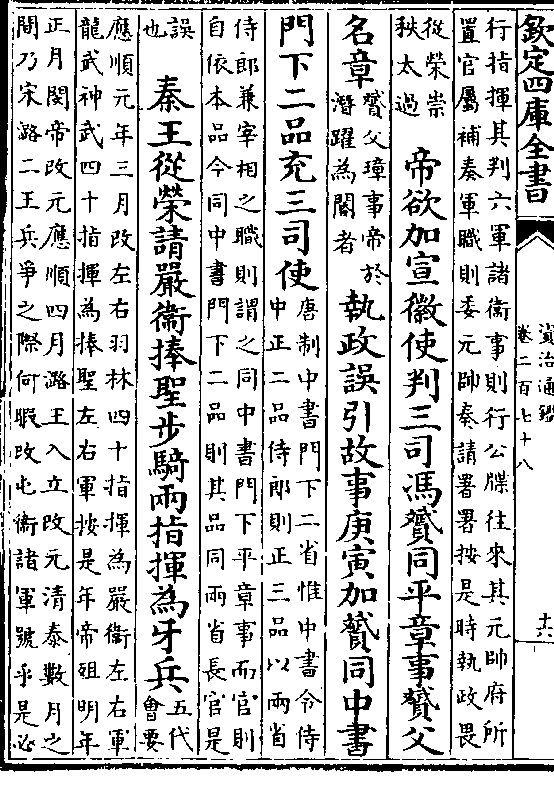 欽定四庫全書
資治通鑑
卷二百七十八
十六
行指揮其判六軍諸衛事則行公牒往來其元帥府所
置官屬補奏軍職則委元帥奏請署署按是時執政畏
從榮崇
秩太過
帝欲加宣徽使判三司馮贇同平章事贇父
名章
贇父璋事帝於
潛躍為閽者
執政誤引故事庚寅加贇同中書
門下二品充三司使
唐制中書門下二省惟中書令侍
中正二品侍郎則正三品以兩省
侍郎兼宰相之職則謂之同中書門下平章事而官則
自依本品今同中書門下二品則其品同兩省長官是
誤
也
秦王從榮請嚴衛捧聖步騎兩指揮為牙兵
五代
會要
應順元年三月改左右羽林四十指揮為嚴衛左右軍
龍武神武四十指揮為捧聖左右軍按是年帝殂明年
正月閔帝改元應順四月潞王入立改元清泰數月之
間乃宋潞二王兵爭之際何暇改屯衛諸軍號乎是必